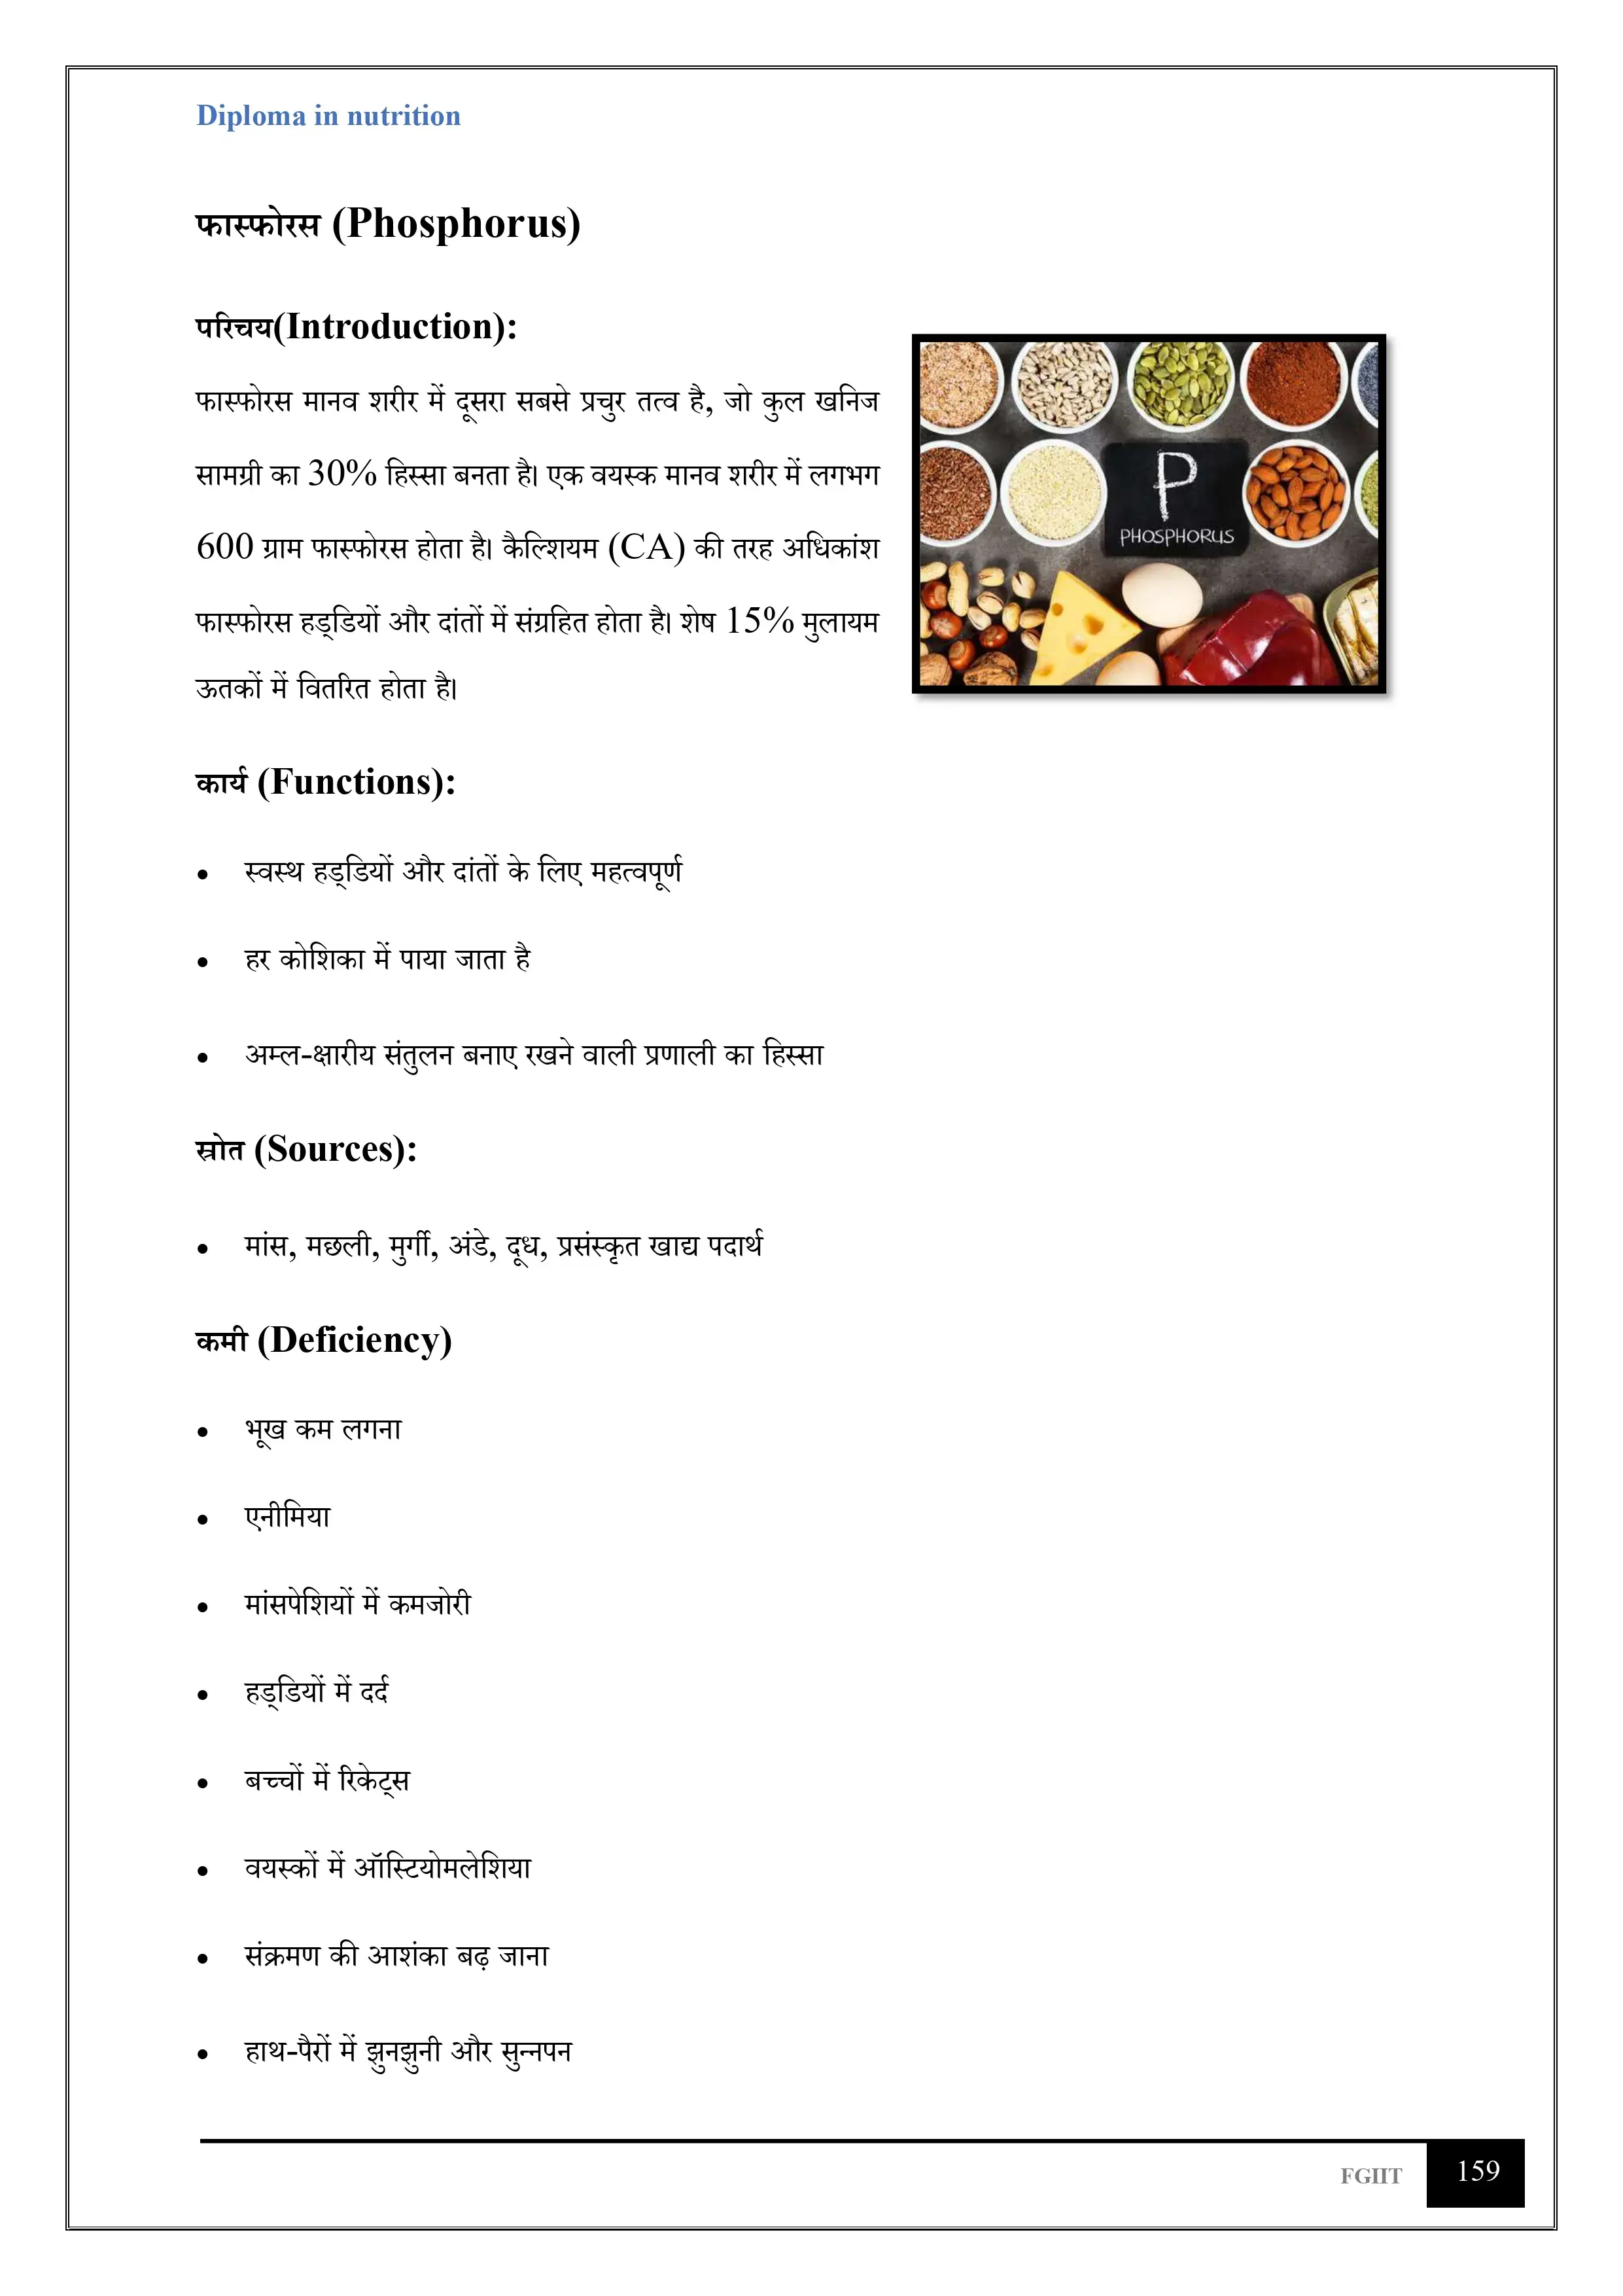 Diploma in nutrition
फास्फोरस (Phosphorus)
परिचय(Introduction):
फास्फोरस मानव शरीर में दूसरा सबसे प्रचुर तत्व है, जो कुल खनिज
सामग्री का 30% हिस्सा बनता है। एक वयस्क मानव शरीर में लगभग
600 ग्राम फास्फोरस होता है। कैल्शियम (CA) की तरह अधिकांश
फास्फोरस हड्डियों और दांतों में संग्रहित होता है। शेष 15% मुलायम
ऊतकों में वितरित होता है।
P
PHOSPHORUS
कार्य (Functions):
• स्वस्थ हड्डियों और दांतों के लिए महत्वपूर्ण
• हर कोशिका में पाया जाता है
• अम्ल-क्षारीय संतुलन बनाए रखने वाली प्रणाली का हिस्सा
स्रोत (Sources):
• मांस, मछली, मुर्गी, अंडे, दूध, प्रसंस्कृत खाद्य पदार्थ
कमी (Deficiency)
• भूख कम लगना
• एनीमिया
• मांसपेशियों में कमजोरी
• हड्डियों में दर्द
• बच्चों में रिकेट्स
• वयस्कों में ऑस्टियोमलेशिया
• संक्रमण की आशंका बढ़ जाना
• हाथ-पैरों में झुनझुनी और सुन्नपन
FGIIT 159